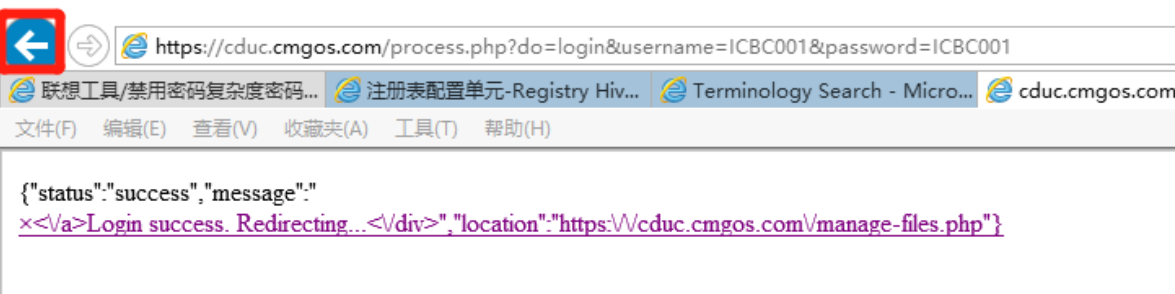 https://cduc.cmgos.com/process.php?do=login&username=ICBC001&password=ICBC001
联想工具/禁用密码复杂度密码... 注册表配置单元-Registry Hiv... Terminology Search - Micro... cduc.cmgos.com
文件(F) 编辑(E) 查看(V) 收藏夹(A) 工具(T) 帮助(H)
{"status":"success","message":"
×<\/a>Login success. Redirecting...<\/div>","location":"https:\/\/cduc.cmgos.com\/manage-files.php"}